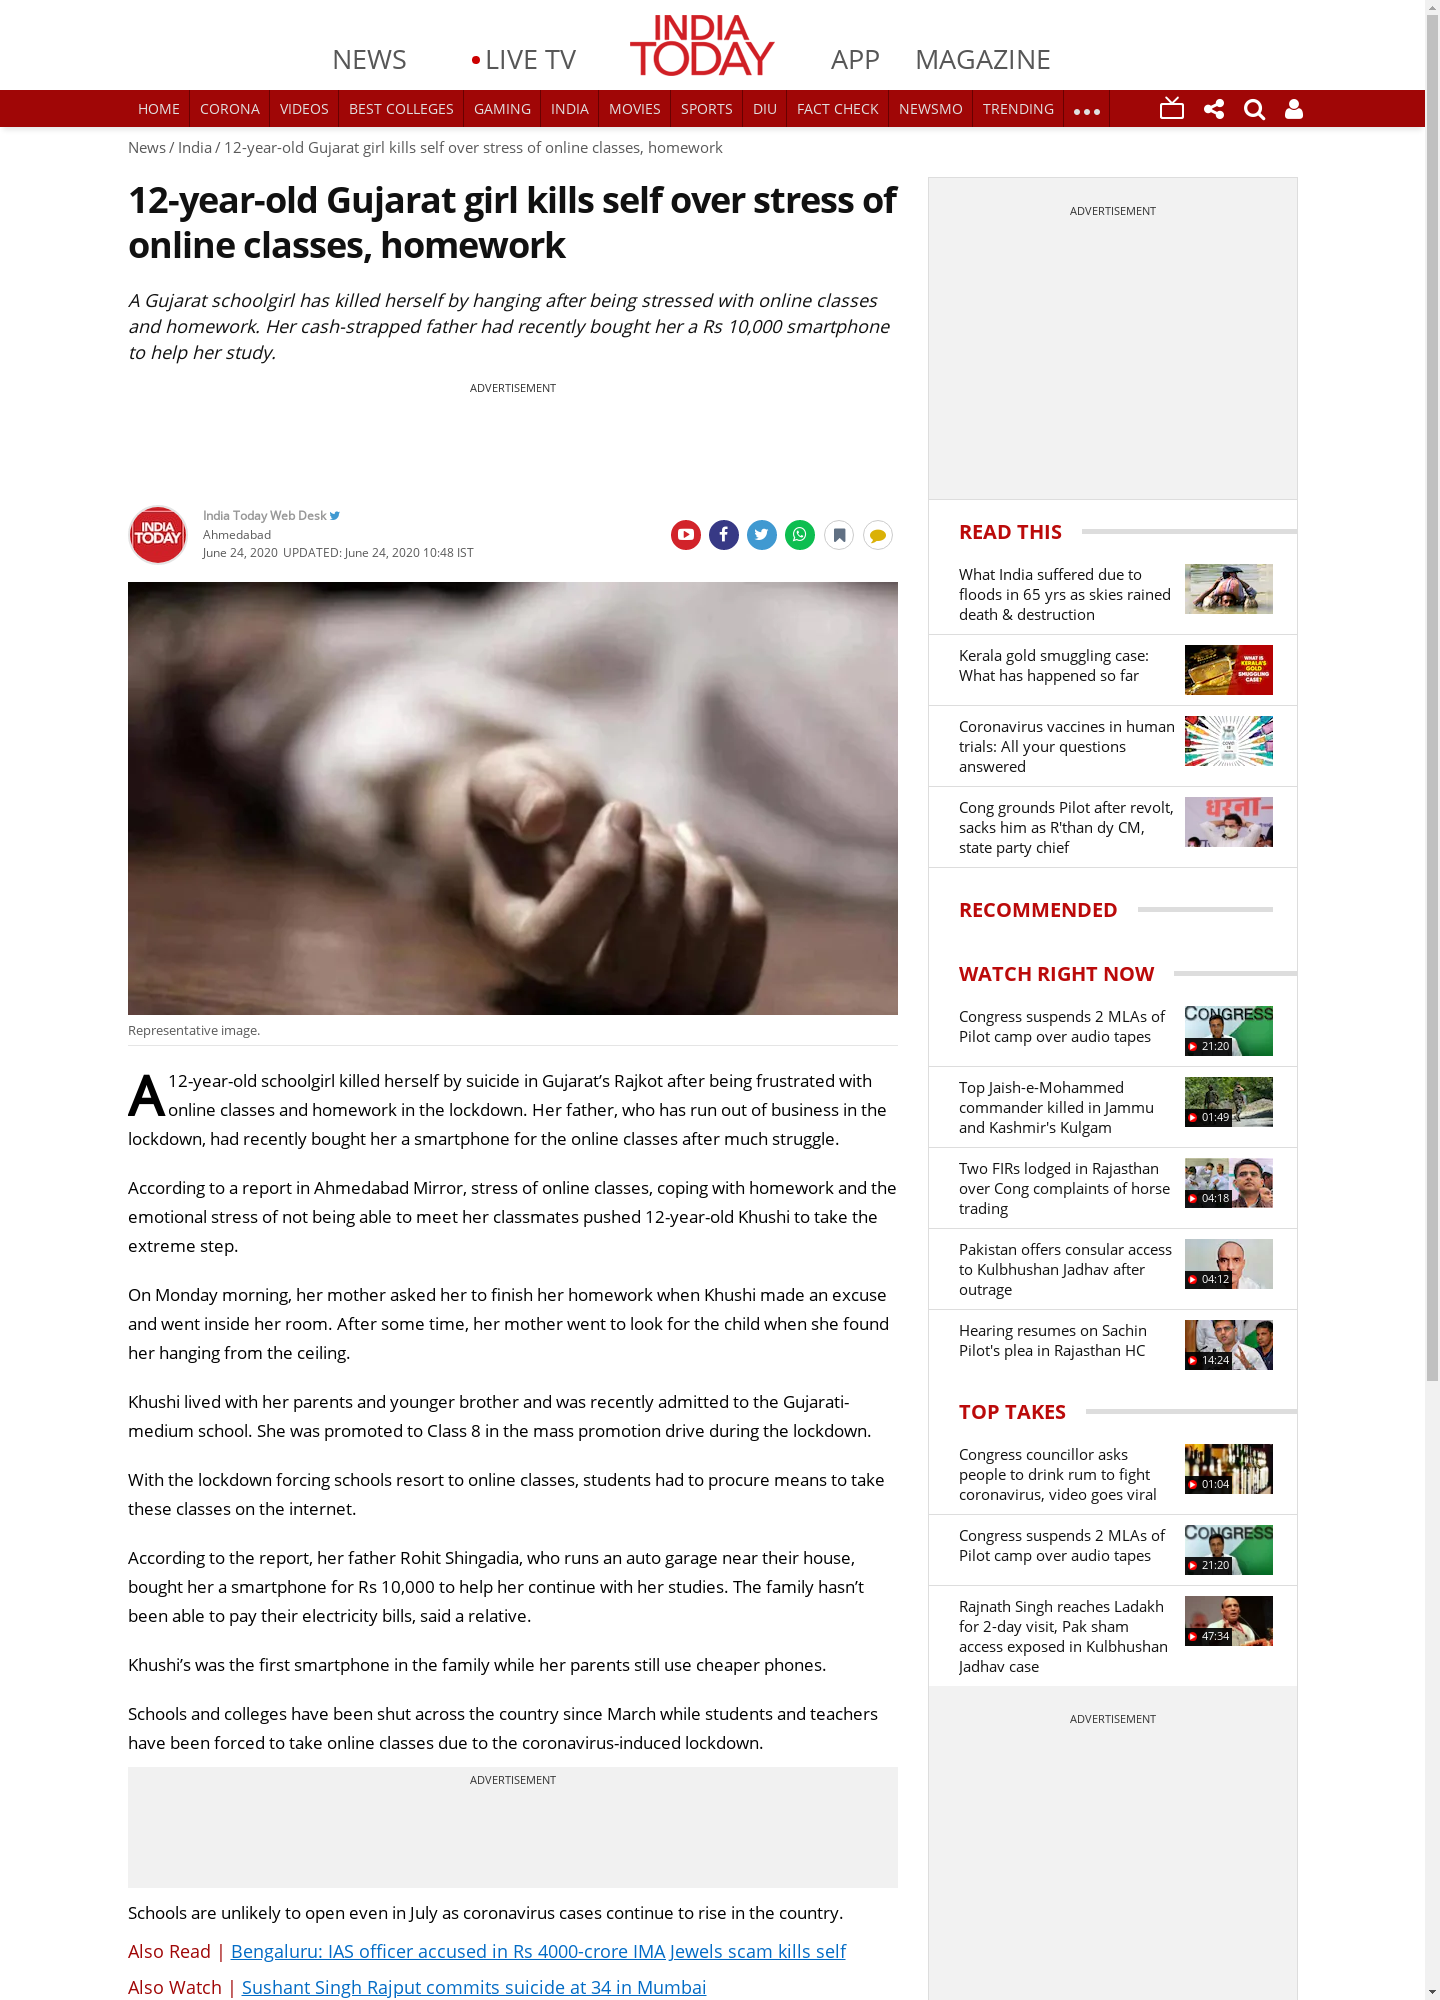 NEWS
LIVE TV
INDIA
TODAY
APP
MAGAZINE
HOME CORONA VIDEOS BEST COLLEGES GAMING INDIA MOVIES SPORTS DIU FACT CHECK NEWSMO TRENDING
News / India / 12-year-old Gujarat girl kills self over stress of online classes, homework
12-year-old Gujarat girl kills self over stress of
online classes, homework
A Gujarat schoolgirl has killed herself by hanging after being stressed with online classes
and homework. Her cash-strapped father had recently bought her a Rs 10,000 smartphone
to help her study.
ADVERTISEMENT
INDIA
TODAY
India Today Web Desk
Ahmedabad
June 24, 2020 UPDATED: June 24, 2020 10:48 IST
Representative image.
A 12-year-old schoolgirl killed herself by suicide in Gujarat’s Rajkot after being frustrated with
online classes and homework in the lockdown. Her father, who has run out of business in the
lockdown, had recently bought her a smartphone for the online classes after much struggle.
According to a report in Ahmedabad Mirror, stress of online classes, coping with homework and the
emotional stress of not being able to meet her classmates pushed 12-year-old Khushi to take the
extreme step.
On Monday morning, her mother asked her to finish her homework when Khushi made an excuse
and went inside her room. After some time, her mother went to look for the child when she found
her hanging from the ceiling.
Khushi lived with her parents and younger brother and was recently admitted to the Gujarati-
medium school. She was promoted to Class 8 in the mass promotion drive during the lockdown.
With the lockdown forcing schools resort to online classes, students had to procure means to take
these classes on the internet.
According to the report, her father Rohit Shingadia, who runs an auto garage near their house,
bought her a smartphone for Rs 10,000 to help her continue with her studies. The family hasn’t
been able to pay their electricity bills, said a relative.
Khushi’s was the first smartphone in the family while her parents still use cheaper phones.
Schools and colleges have been shut across the country since March while students and teachers
have been forced to take online classes due to the coronavirus-induced lockdown.
ADVERTISEMENT
Schools are unlikely to open even in July as coronavirus cases continue to rise in the country.
Also Read | Bengaluru: IAS officer accused in Rs 4000-crore IMA Jewels scam kills self
Also Watch | Sushant Singh Rajput commits suicide at 34 in Mumbai
ADVERTISEMENT
READ THIS
What India suffered due to
floods in 65 yrs as skies rained
death & destruction
Kerala gold smuggling case:
What has happened so far
WHAT IS
KERALA'S
GOLD
SMUGGLING
CASE?
Coronavirus vaccines in human
trials: All your questions
answered
Cong grounds Pilot after revolt,
sacks him as R'than dy CM,
state party chief
धरना-
RECOMMENDED
WATCH RIGHT NOW
Congress suspends 2 MLAs of
Pilot camp over audio tapes
CONGRESS
21:20
Top Jaish-e-Mohammed
commander killed in Jammu
and Kashmir's Kulgam
01:49
Two FIRs lodged in Rajasthan
over Cong complaints of horse
trading
04:18
Pakistan offers consular access
to Kulbhushan Jadhav after
outrage
04:12
Hearing resumes on Sachin
Pilot's plea in Rajasthan HC
14:24
TOP TAKES
Congress councillor asks
people to drink rum to fight
coronavirus, video goes viral
01:04
Congress suspends 2 MLAs of
Pilot camp over audio tapes
CONGRESS
21:20
Rajnath Singh reaches Ladakh
for 2-day visit, Pak sham
access exposed in Kulbhushan
Jadhav case
47:34
ADVERTISEMENT